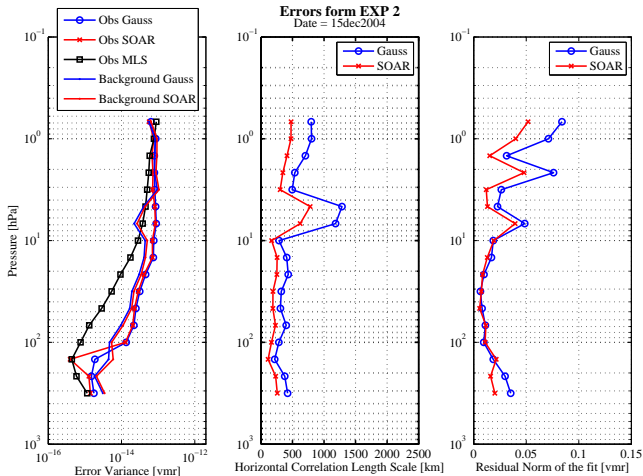 Errors form EXP 2
Date = 15dec2004
Obs Gauss
Obs SOAR
Obs MLS
Background Gauss
Background SOAR
Gauss
SOAR
Gauss
SOAR
10^-1
10^0
10^1
10^2
10^3
Pressure [hPa]
10^-16 10^-14 10^-12
Error Variance [vmr]
10^-1
10^0
10^1
10^2
10^3
0 500 1000 1500 2000 2500
Horizontal Correlation Length Scale [km]
10^-1
10^0
10^1
10^2
10^3
0 0.05 0.1 0.15
Residual Norm of the fit [vmr]